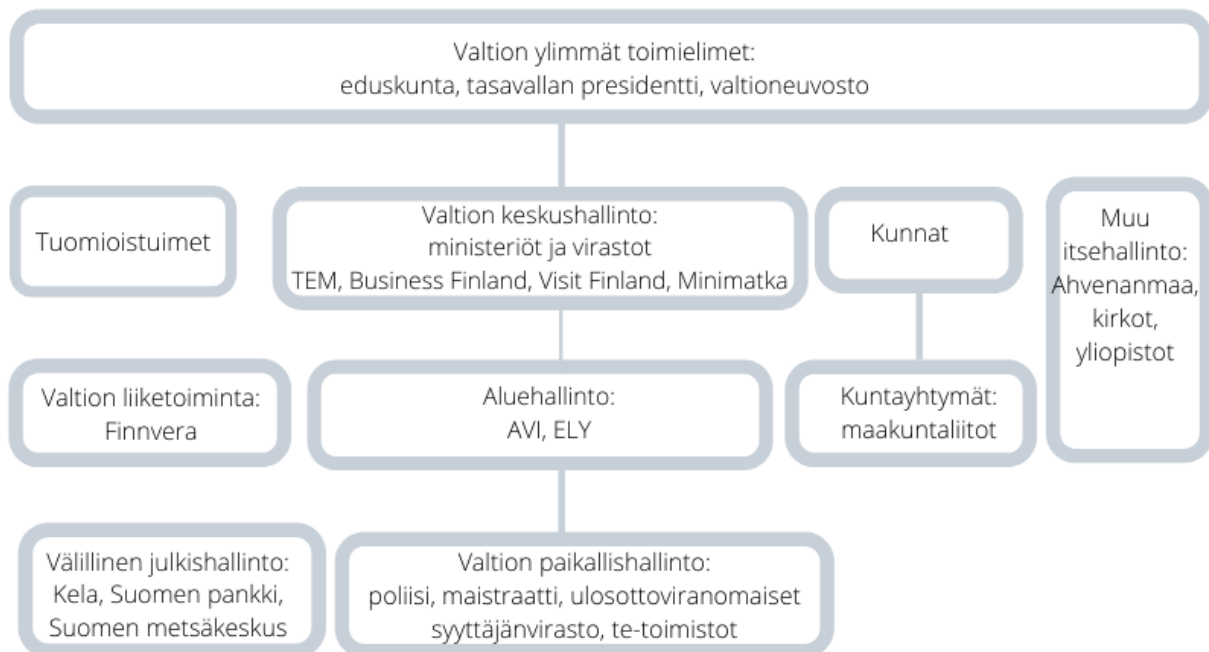 Valtion ylimmät toimielimet:
eduskunta, tasavallan presidentti, valtioneuvosto
Tuomioistuimet
Valtion keskushallinto:
ministeriöt ja virastot
TEM, Business Finland, Visit Finland, Minimatka
Kunnat
Muu
itsehallinto:
Ahvenanmaa,
kirkot,
yliopistot
Valtion liiketoiminta:
Finnvera
Aluehallinto:
AVI, ELY
Kuntayhtymät:
maakuntaliitot
Välillinen julkishallinto:
Kela, Suomen pankki,
Suomen metsäkeskus
Valtion paikallishallinto:
poliisi, maistraatti, ulosottoviranomaiset
syyttäjänvirasto, te-toimistot